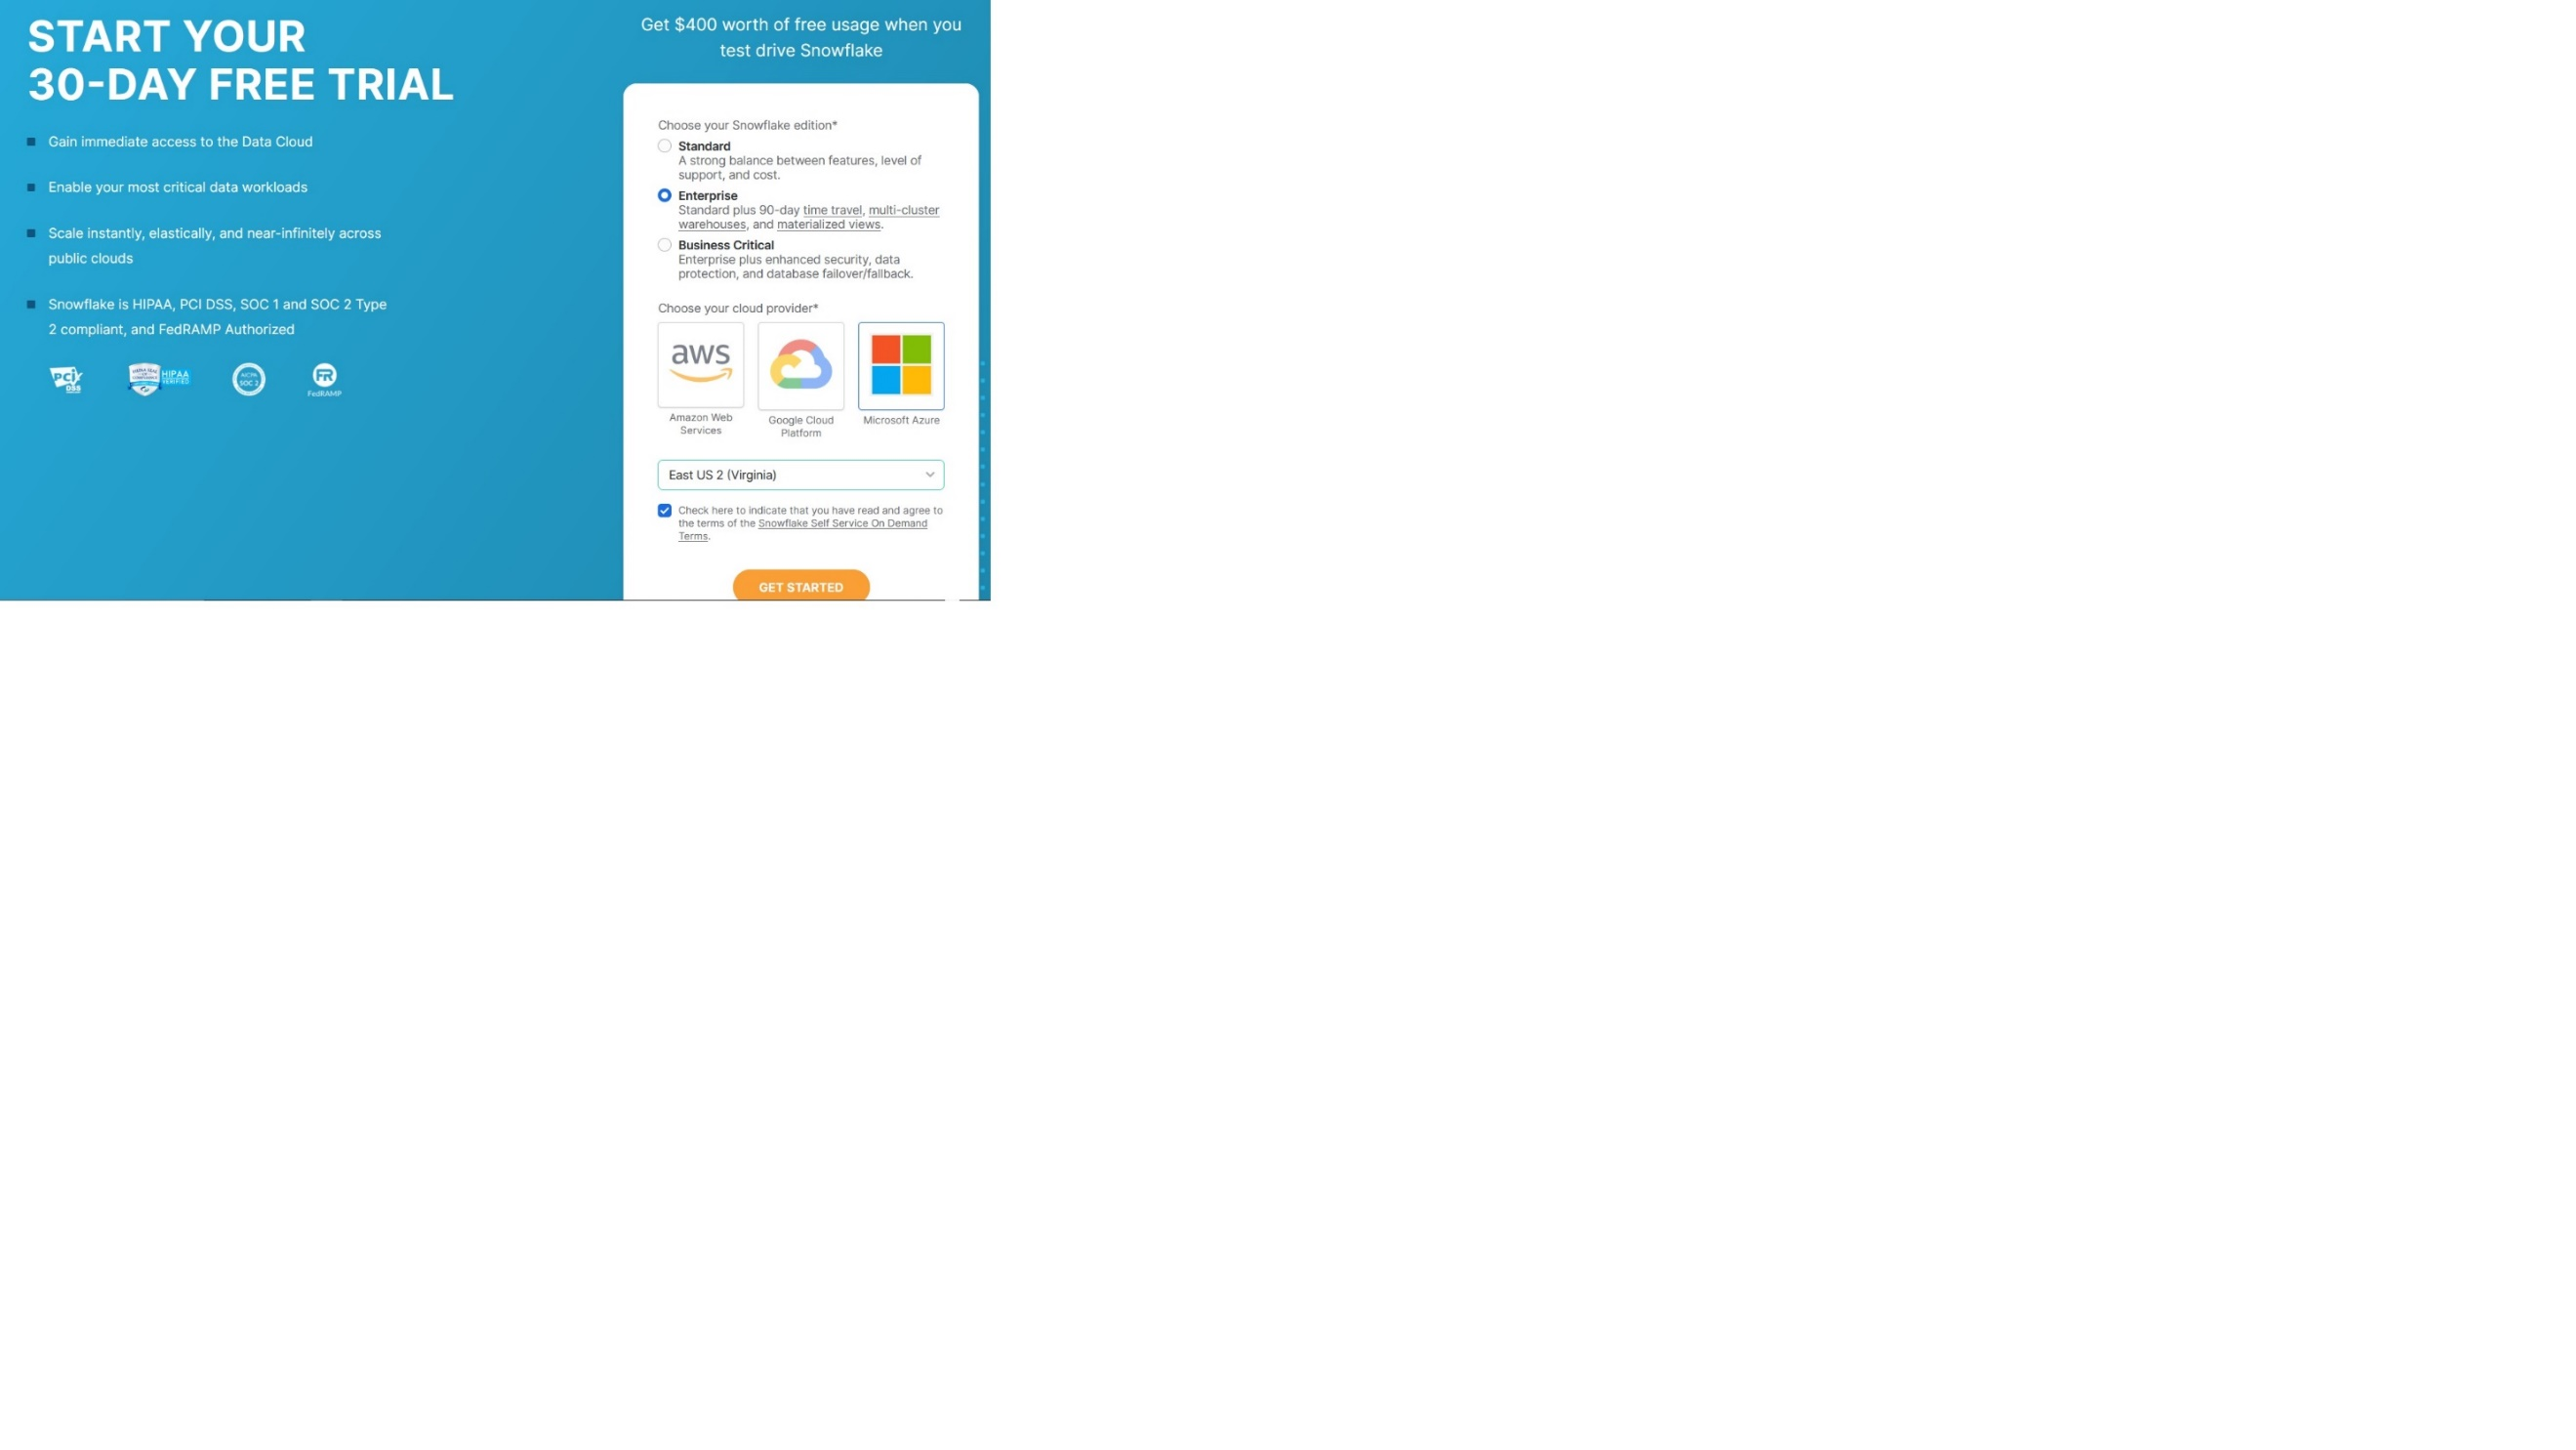 START YOUR
30-DAY FREE TRIAL
Gain immediate access to the Data Cloud
Enable your most critical data workloads
Scale instantly, elastically, and near-infinitely across
public clouds
Snowflake is HIPAA, PCI DSS, SOC 1 and SOC 2 Type
2 compliant, and FedRAMP Authorized
PCI
DSS
HIPAA
VERIFIED
AICPA
SOC 2
FR
FedRAMP
Get $400 worth of free usage when you
test drive Snowflake
Choose your Snowflake edition*
Standard
A strong balance between features, level of
support, and cost.
Enterprise
Standard plus 90-day time travel, multi-cluster
warehouses, and materialized views.
Business Critical
Enterprise plus enhanced security, data
protection, and database failover/fallback.
Choose your cloud provider*
aws
Amazon Web
Services
Google Cloud
Platform
Microsoft Azure
East US 2 (Virginia)
Check here to indicate that you have read and agree to
the terms of the Snowflake Self Service On Demand
Terms.
GET STARTED